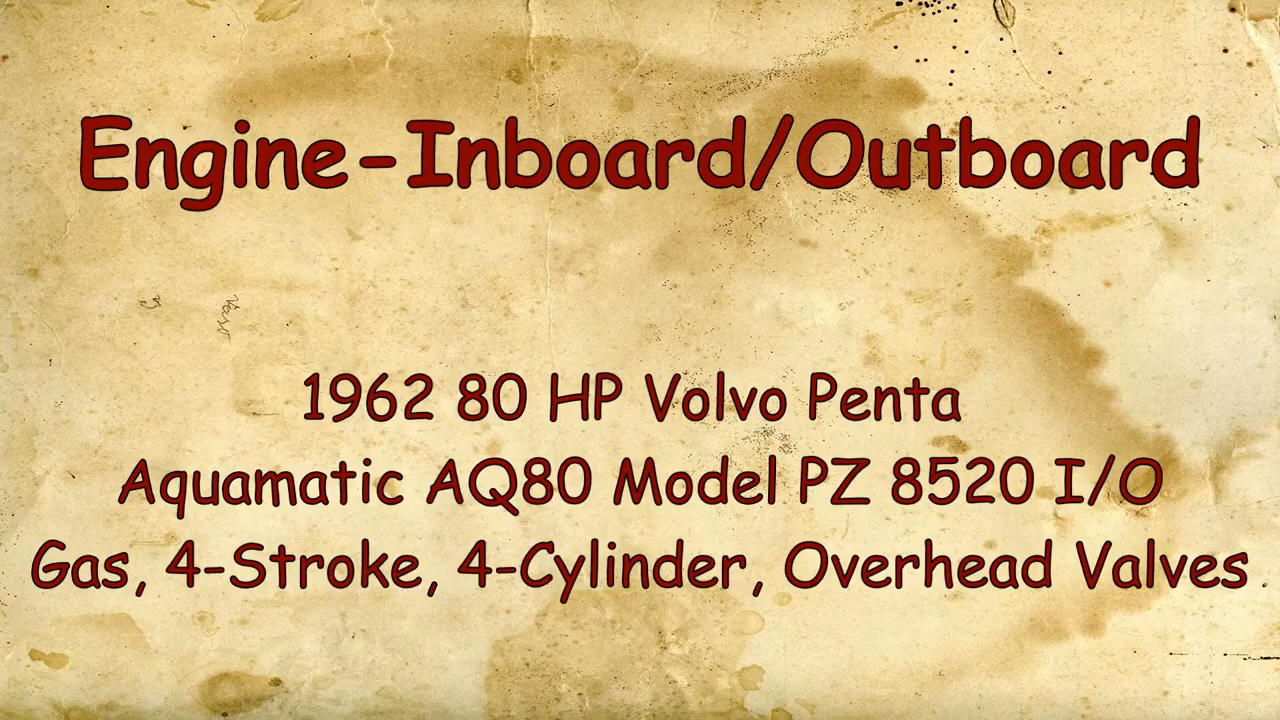 Engine-Inboard/Outboard
1962 80 HP Volvo Penta
Aquamatic AQ80 Model PZ 8520 I/O
Gas, 4-Stroke, 4-Cylinder, Overhead Valves